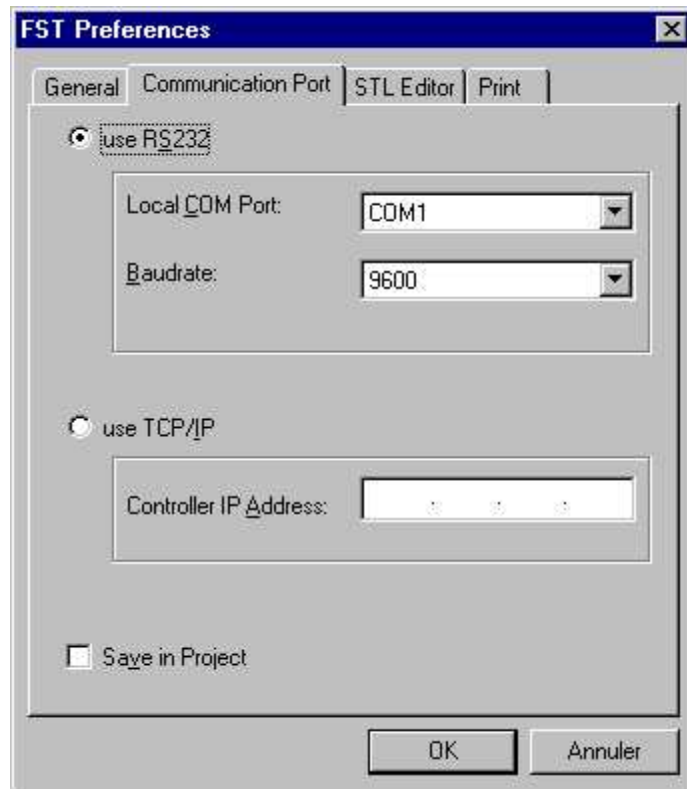 FST Preferences
General Communication Port STL Editor Print
use RS232
Local COM Port: COM1
Baudrate: 9600
use TCP/IP
Controller IP Address: . . .
Save in Project
OK Annuler